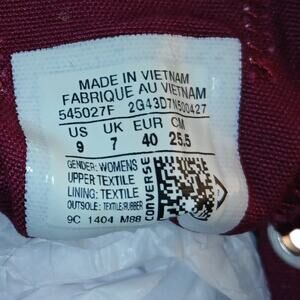 MADE IN VIETNAM
FABRIQUE AU VIETNAM
545027F 2G43D7N500427
US UK EUR CM
9 7 40 25.5
GENDER: WOMENS
UPPER:TEXTILE
LINING: TEXTILE
OUTSOLE: TEXTILE/RUBBER
9C 1404 M88
CONVERSE